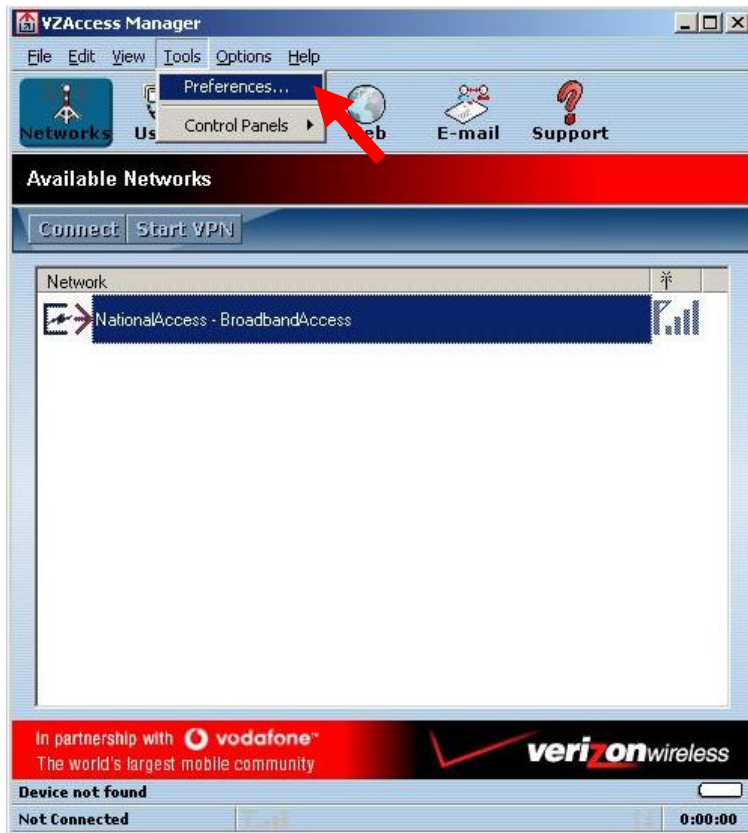 VZAccess Manager
File Edit View Tools Options Help
Preferences...
Control Panels
Networks Us eb E-mail Support
Available Networks
Connect Start VPN
Network
NationalAccess - BroadbandAccess
In partnership with vodafone™
The world's largest mobile community
verizonwireless
Device not found
Not Connected 0:00:00